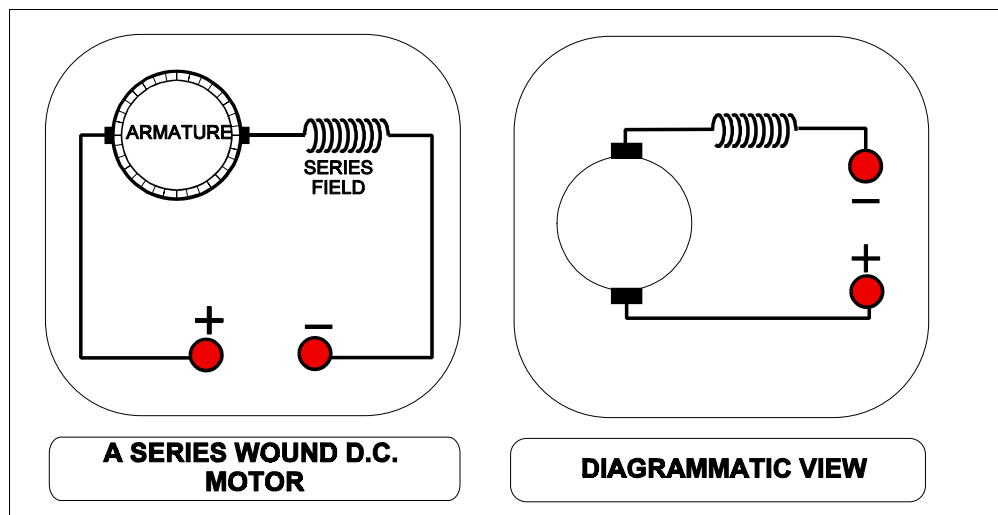 ARMATURE
SERIES
FIELD
+
−
−
+
A SERIES WOUND D.C.
MOTOR
DIAGRAMMATIC VIEW